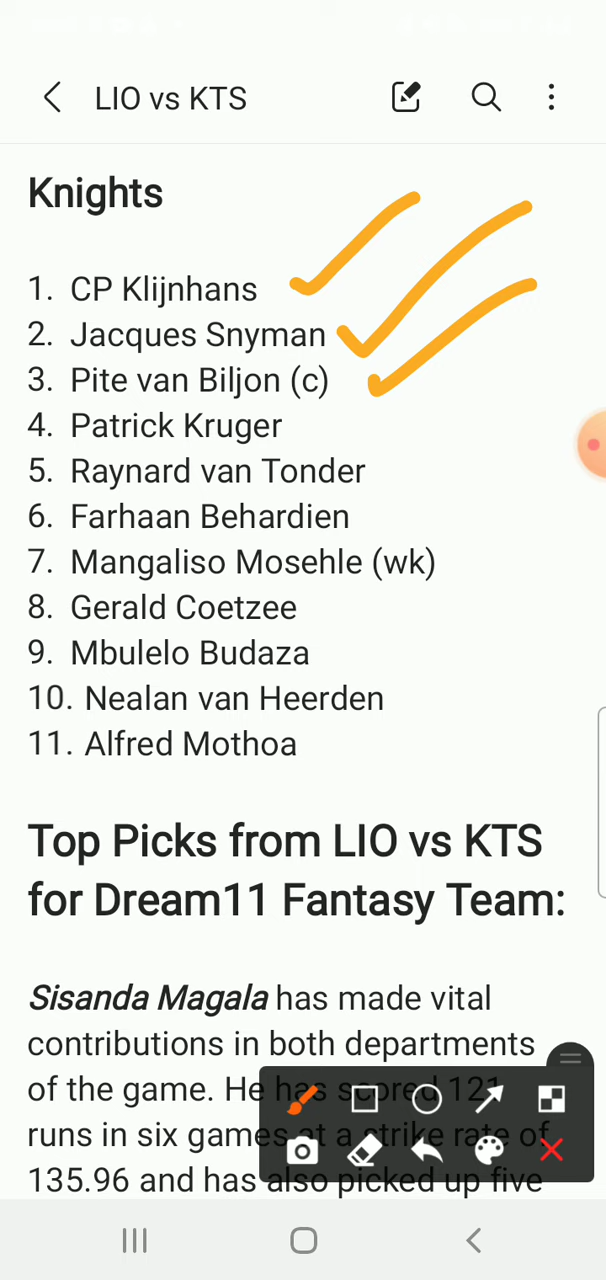 LIO vs KTS
Knights
1. CP Klijnhans
2. Jacques Snyman
3. Pite van Biljon (c)
4. Patrick Kruger
5. Raynard van Tonder
6. Farhaan Behardien
7. Mangaliso Mosehle (wk)
8. Gerald Coetzee
9. Mbulelo Budaza
10. Nealan van Heerden
11. Alfred Mothoa
Top Picks from LIO vs KTS
for Dream11 Fantasy Team:
Sisanda Magala has made vital
contributions in both departments
of the game. He has scored 121
runs in six games at a strike rate of
135.96 and has also picked up five